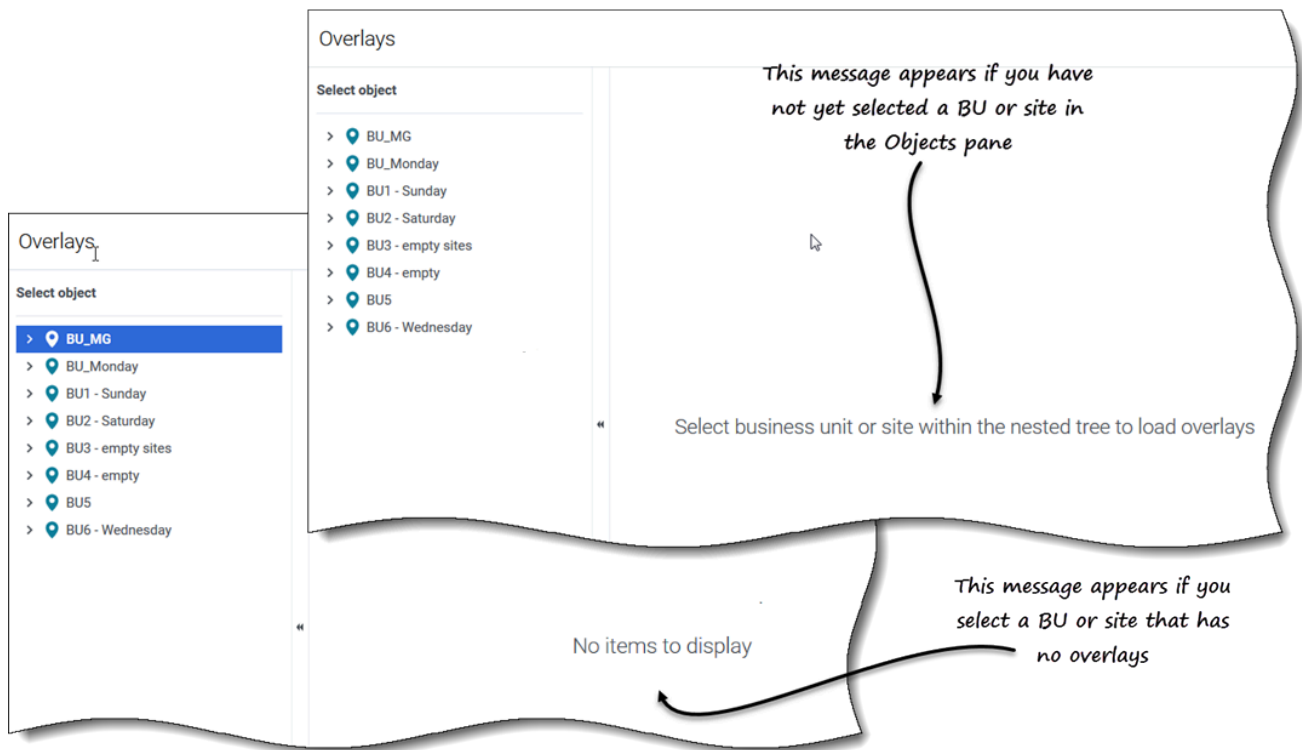 Overlays
Select object
BU_MG
BU_Monday
BU1 - Sunday
BU2 - Saturday
BU3 - empty sites
BU4 - empty
BU5
BU6 - Wednesday
This message appears if you have
not yet selected a BU or site in
the Objects pane
Select business unit or site within the nested tree to load overlays
Overlays
Select object
BU_MG
BU_Monday
BU1 - Sunday
BU2 - Saturday
BU3 - empty sites
BU4 - empty
BU5
BU6 - Wednesday
No items to display
This message appears if you
select a BU or site that has
no overlays